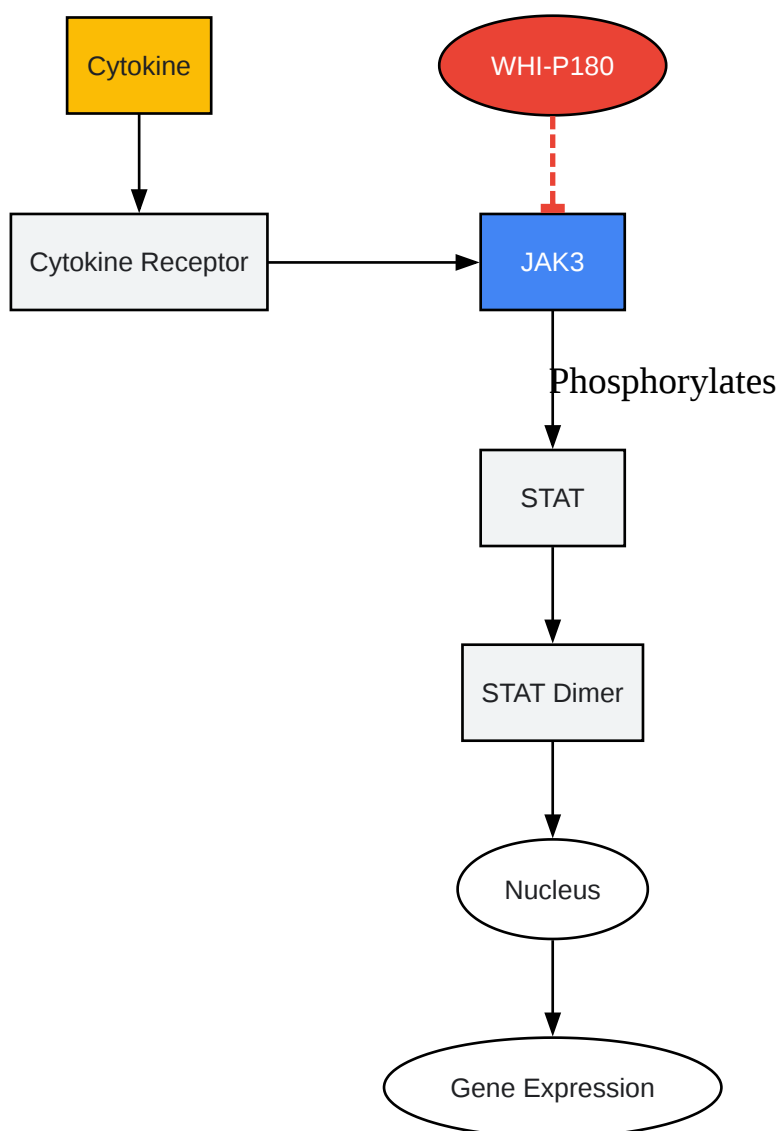 Cytokine
WHI-P180
Cytokine Receptor
JAK3
Phosphorylates
STAT
STAT Dimer
Nucleus
Gene Expression